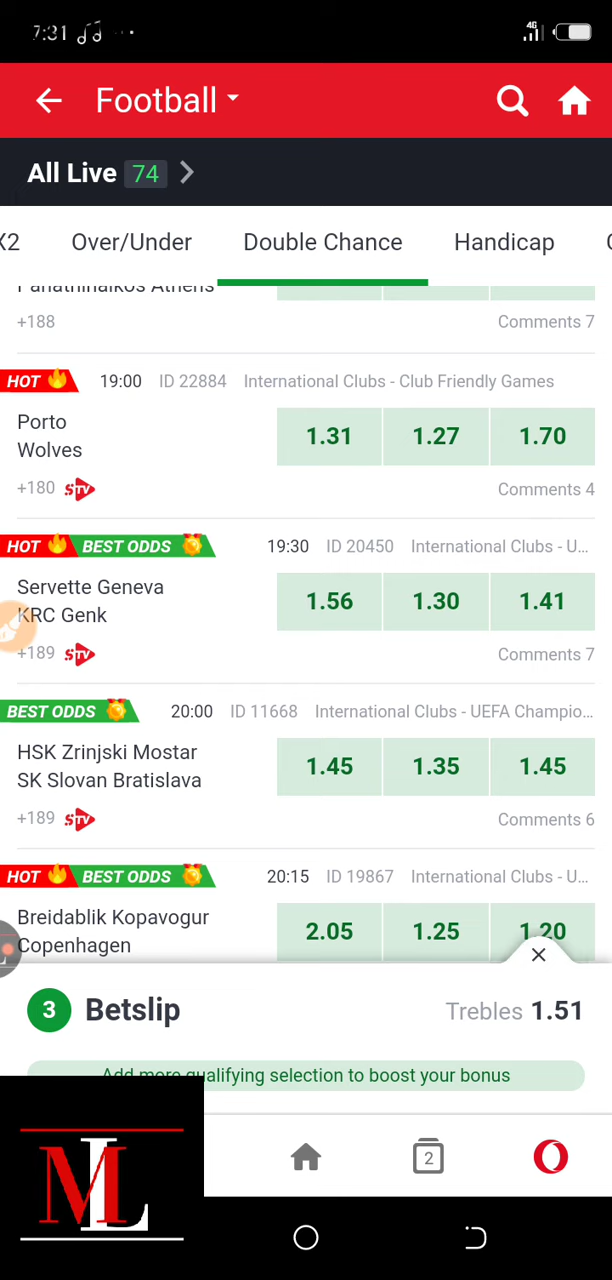 7:31
4G
Football
All Live 74
X2 Over/Under Double Chance Handicap
Panathinaikos Athens
+188 Comments 7
HOT 19:00 ID 22884 International Clubs - Club Friendly Games
Porto
Wolves
1.31 1.27 1.70
+180 STV Comments 4
HOT BEST ODDS 19:30 ID 20450 International Clubs - U...
Servette Geneva
KRC Genk
1.56 1.30 1.41
+189 STV Comments 7
BEST ODDS 20:00 ID 11668 International Clubs - UEFA Champio...
HSK Zrinjski Mostar
SK Slovan Bratislava
1.45 1.35 1.45
+189 STV Comments 6
HOT BEST ODDS 20:15 ID 19867 International Clubs - U...
Breidablik Kopavogur
Copenhagen
2.05 1.25 1.20
3 Betslip Trebles 1.51
Add more qualifying selection to boost your bonus
ML
2